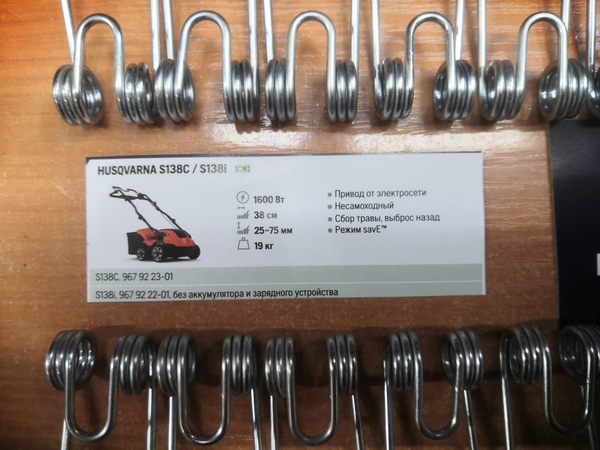 HUSQVARNA S138C / S138i
1600 Вт
38 см
25–75 мм
19 кг
• Привод от электросети
• Несамоходный
• Сбор травы, выброс назад
• Режим savE™
S138C, 967 92 23-01
S138i, 967 92 22-01, без аккумулятора и зарядного устройства